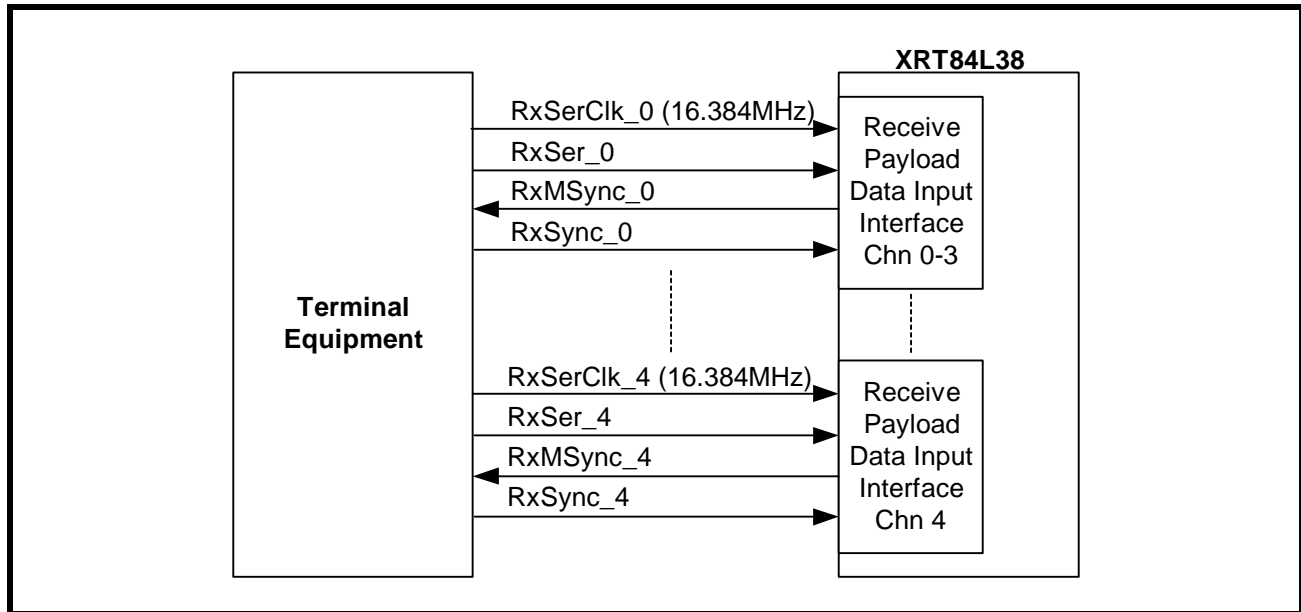 XRT84L38
RxSerClk_0 (16.384MHz)
RxSer_0
RxMSync_0
RxSync_0
Receive
Payload
Data Input
Interface
Chn 0-3
Terminal
Equipment
RxSerClk_4 (16.384MHz)
RxSer_4
RxMSync_4
RxSync_4
Receive
Payload
Data Input
Interface
Chn 4